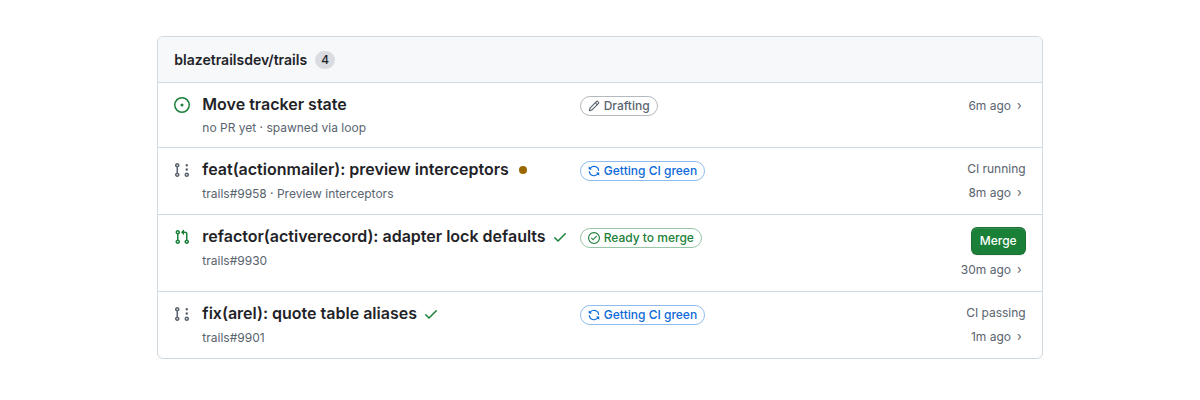 blazetrailsdev/trails 4
Move tracker state Drafting 6m ago ›
no PR yet · spawned via loop
feat(actionmailer): preview interceptors Getting CI green CI running
trails#9958 · Preview interceptors 8m ago ›
refactor(activerecord): adapter lock defaults Ready to merge Merge
trails#9930 30m ago ›
fix(arel): quote table aliases Getting CI green CI passing
trails#9901 1m ago ›